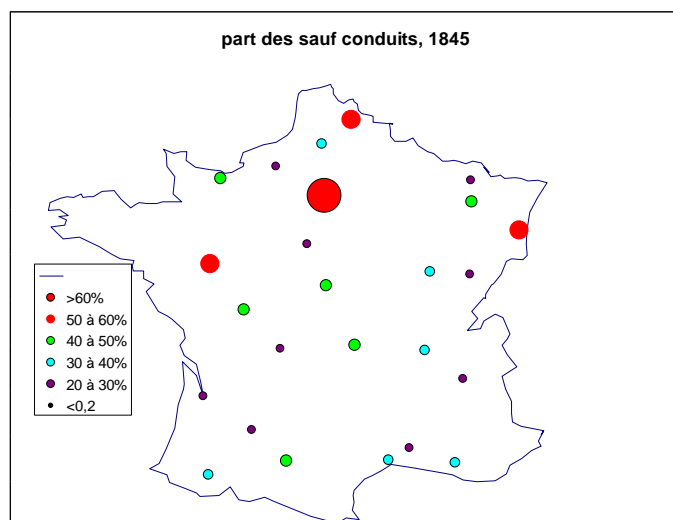 part des sauf conduits, 1845
>60%
50 à 60%
40 à 50%
30 à 40%
20 à 30%
<0,2